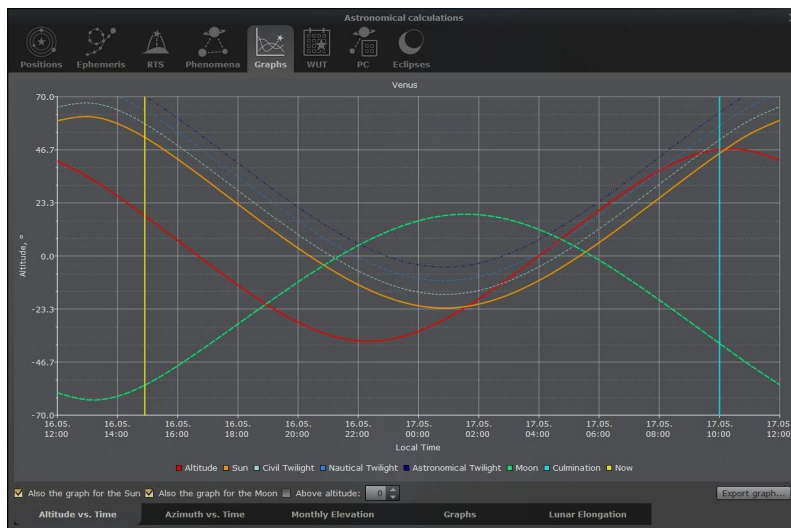 Astronomical calculations
Positions Ephemeris RTS Phenomena Graphs WUT PC Eclipses
Venus
70.0
46.7
23.3
0.0
-23.3
-46.7
-70.0
Altitude, °
16.05. 16.05. 16.05. 16.05. 16.05. 16.05. 17.05. 17.05. 17.05. 17.05. 17.05. 17.05. 17.05
12:00 14:00 16:00 18:00 20:00 22:00 00:00 02:00 04:00 06:00 08:00 10:00 12:00
Local Time
Altitude Sun Civil Twilight Nautical Twilight Astronomical Twilight Moon Culmination Now
Also the graph for the Sun Also the graph for the Moon Above altitude: 0 Export graph...
Altitude vs. Time Azimuth vs. Time Monthly Elevation Graphs Lunar Elongation